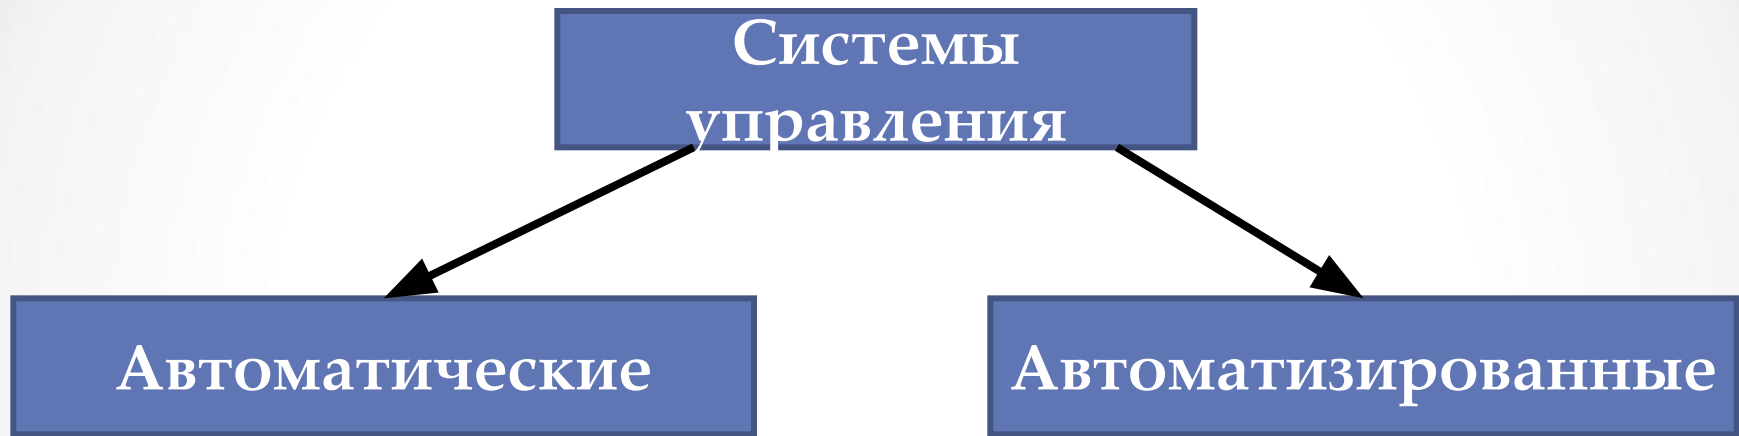 Системы
управления
Автоматические
Автоматизированные